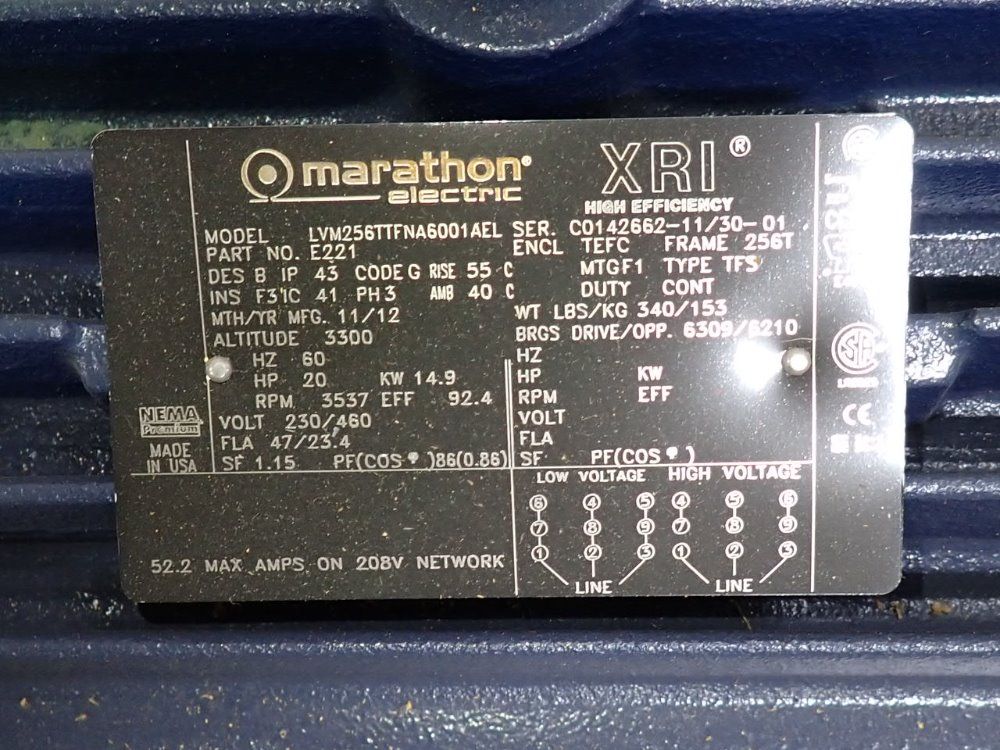 marathon®
electric
XRI®
HIGH EFFICIENCY
MODEL LVM256TTFNA6001AEL SER. C0142662-11/30-01
PART NO. E221 ENCL TEFC FRAME 256T
DES B IP 43 CODE G RISE 55 C MTG F1 TYPE TFS
INS F3 IC 41 PH 3 AMB 40 C DUTY CONT
MTH/YR MFG. 11/12 WT LBS/KG 340/153
ALTITUDE 3300 BRGS DRIVE/OPP. 6309/6210
HZ 60 HZ
HP 20 KW 14.9 HP KW
RPM 3537 EFF 92.4 RPM EFF
VOLT 230/460 VOLT
FLA 47/23.4 FLA
SF 1.15 PF(COS φ )86(0.86) SF PF(COS φ )
NEMA
Premium
MADE
IN USA
LOW VOLTAGE HIGH VOLTAGE
6 4 5 4 5 6
7 8 9 7 8 9
1 2 3 1 2 3
LINE LINE
52.2 MAX AMPS ON 208V NETWORK
CE